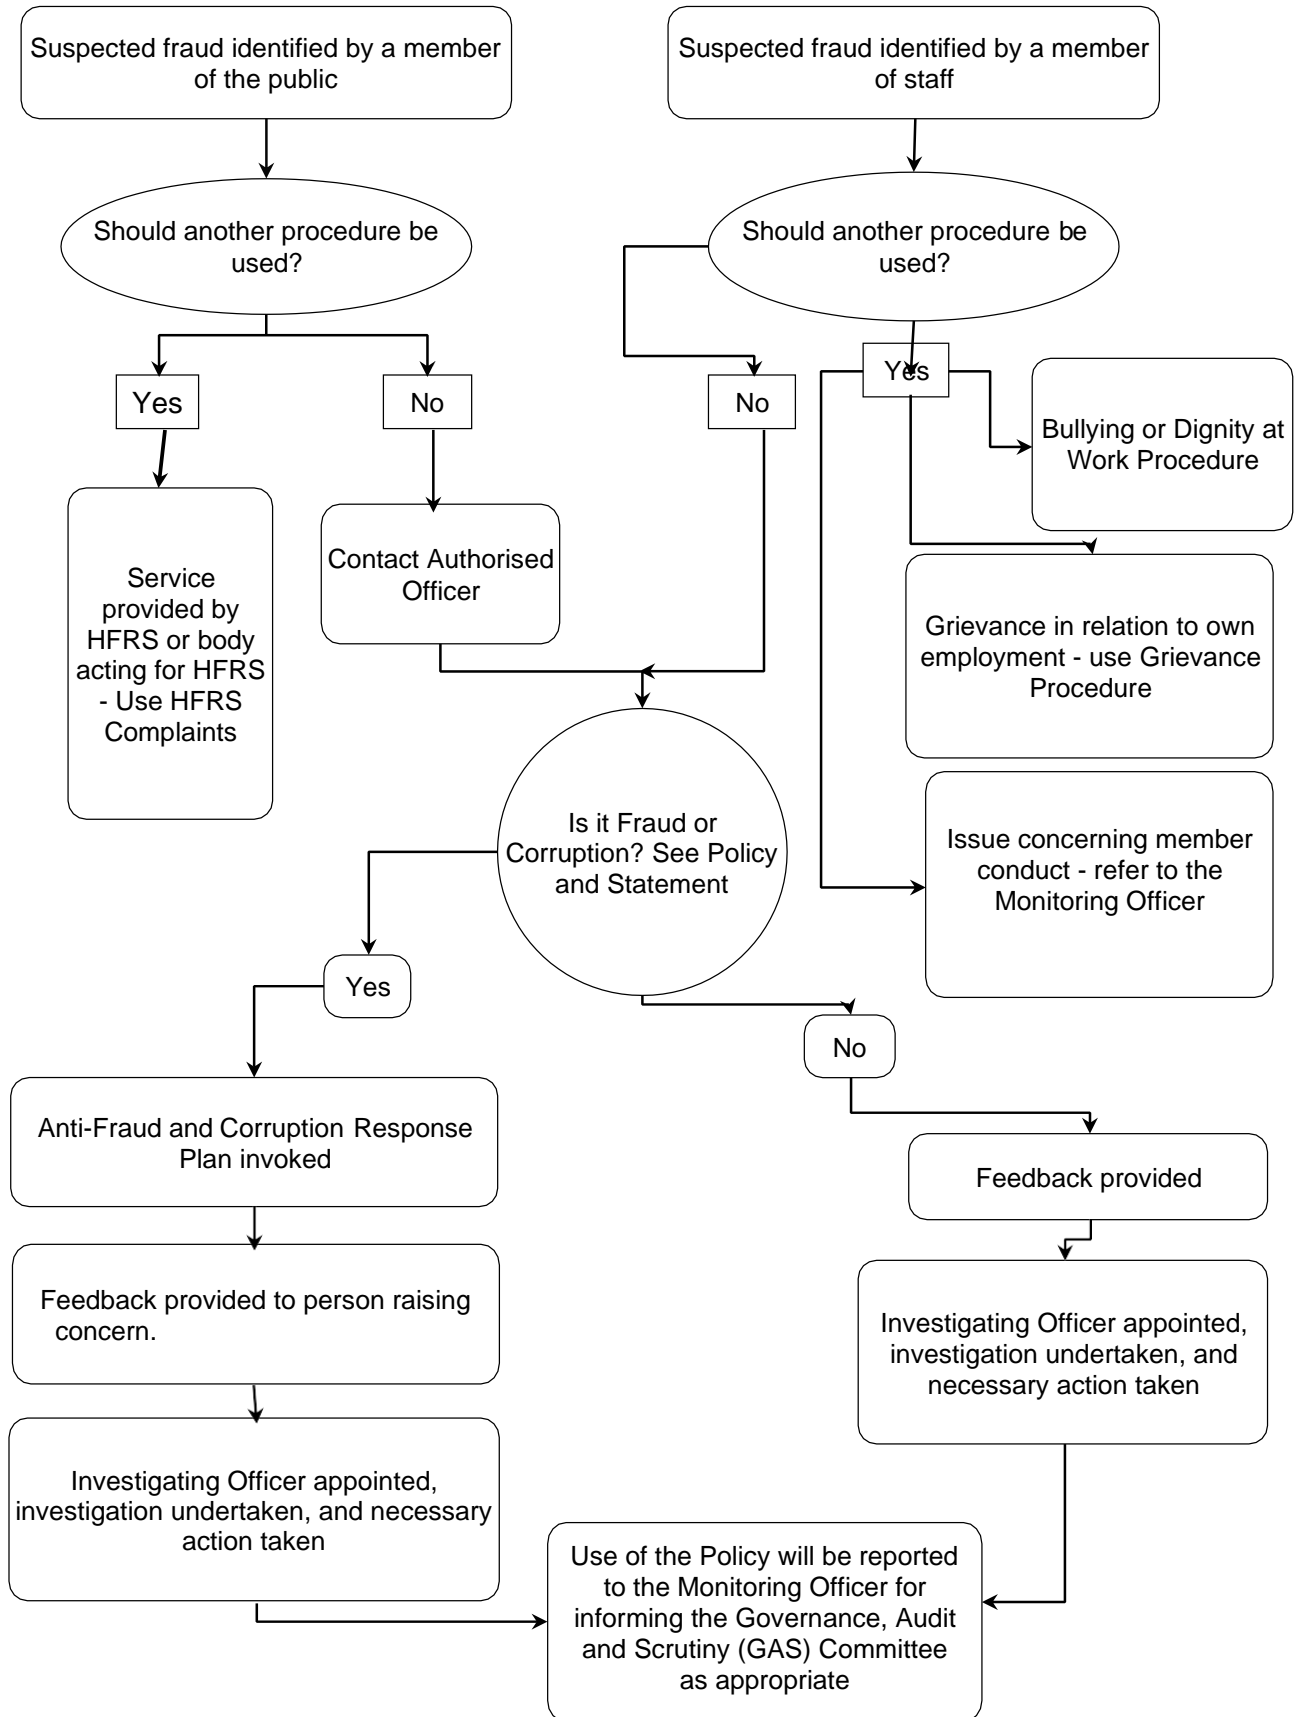 Suspected fraud identified by a member
of the public
Suspected fraud identified by a member
of staff
Should another procedure be
used?
Should another procedure be
used?
Yes
No
No
Yes
Bullying or Dignity at
Work Procedure
Service
provided by
HFRS or body
acting for HFRS
- Use HFRS
Complaints
Contact Authorised
Officer
Grievance in relation to own
employment - use Grievance
Procedure
Is it Fraud or
Corruption? See Policy
and Statement
Issue concerning member
conduct - refer to the
Monitoring Officer
Yes
No
Anti-Fraud and Corruption Response
Plan invoked
Feedback provided
Feedback provided to person raising
concern.
Investigating Officer appointed,
investigation undertaken, and
necessary action taken
Investigating Officer appointed,
investigation undertaken, and necessary
action taken
Use of the Policy will be reported
to the Monitoring Officer for
informing the Governance, Audit
and Scrutiny (GAS) Committee
as appropriate